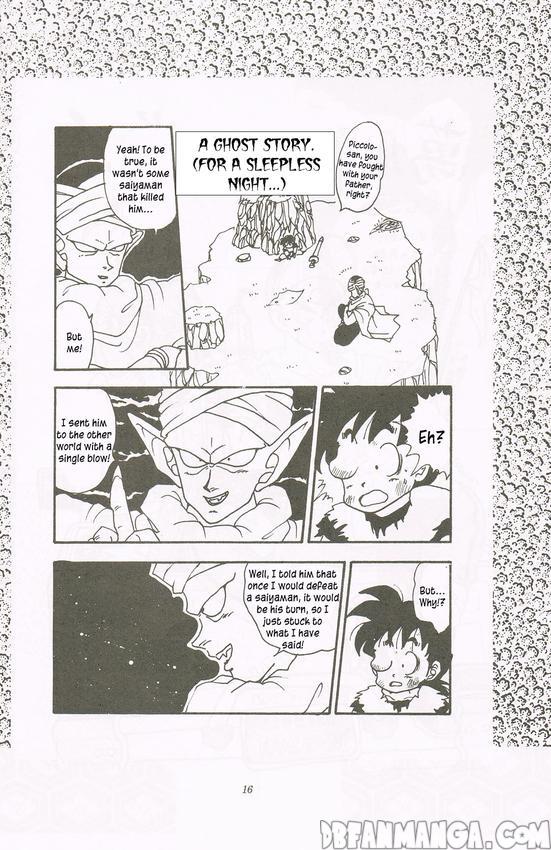 A GHOST STORY.
(FOR A SLEEPLESS
NIGHT...)
Piccolo-
san, you
have fought
with your
father,
right?
Yeah! To be
true, it
wasn't some
saiyaman
that killed
him...
But
me!
Eh?
I sent him
to the other
world with a
single blow!
But...
Why!?
Well, I told him that
once I would defeat
a saiyaman, it would
be his turn, so I
just stuck to
what I have
said!
16
DBFANMANGA.COM